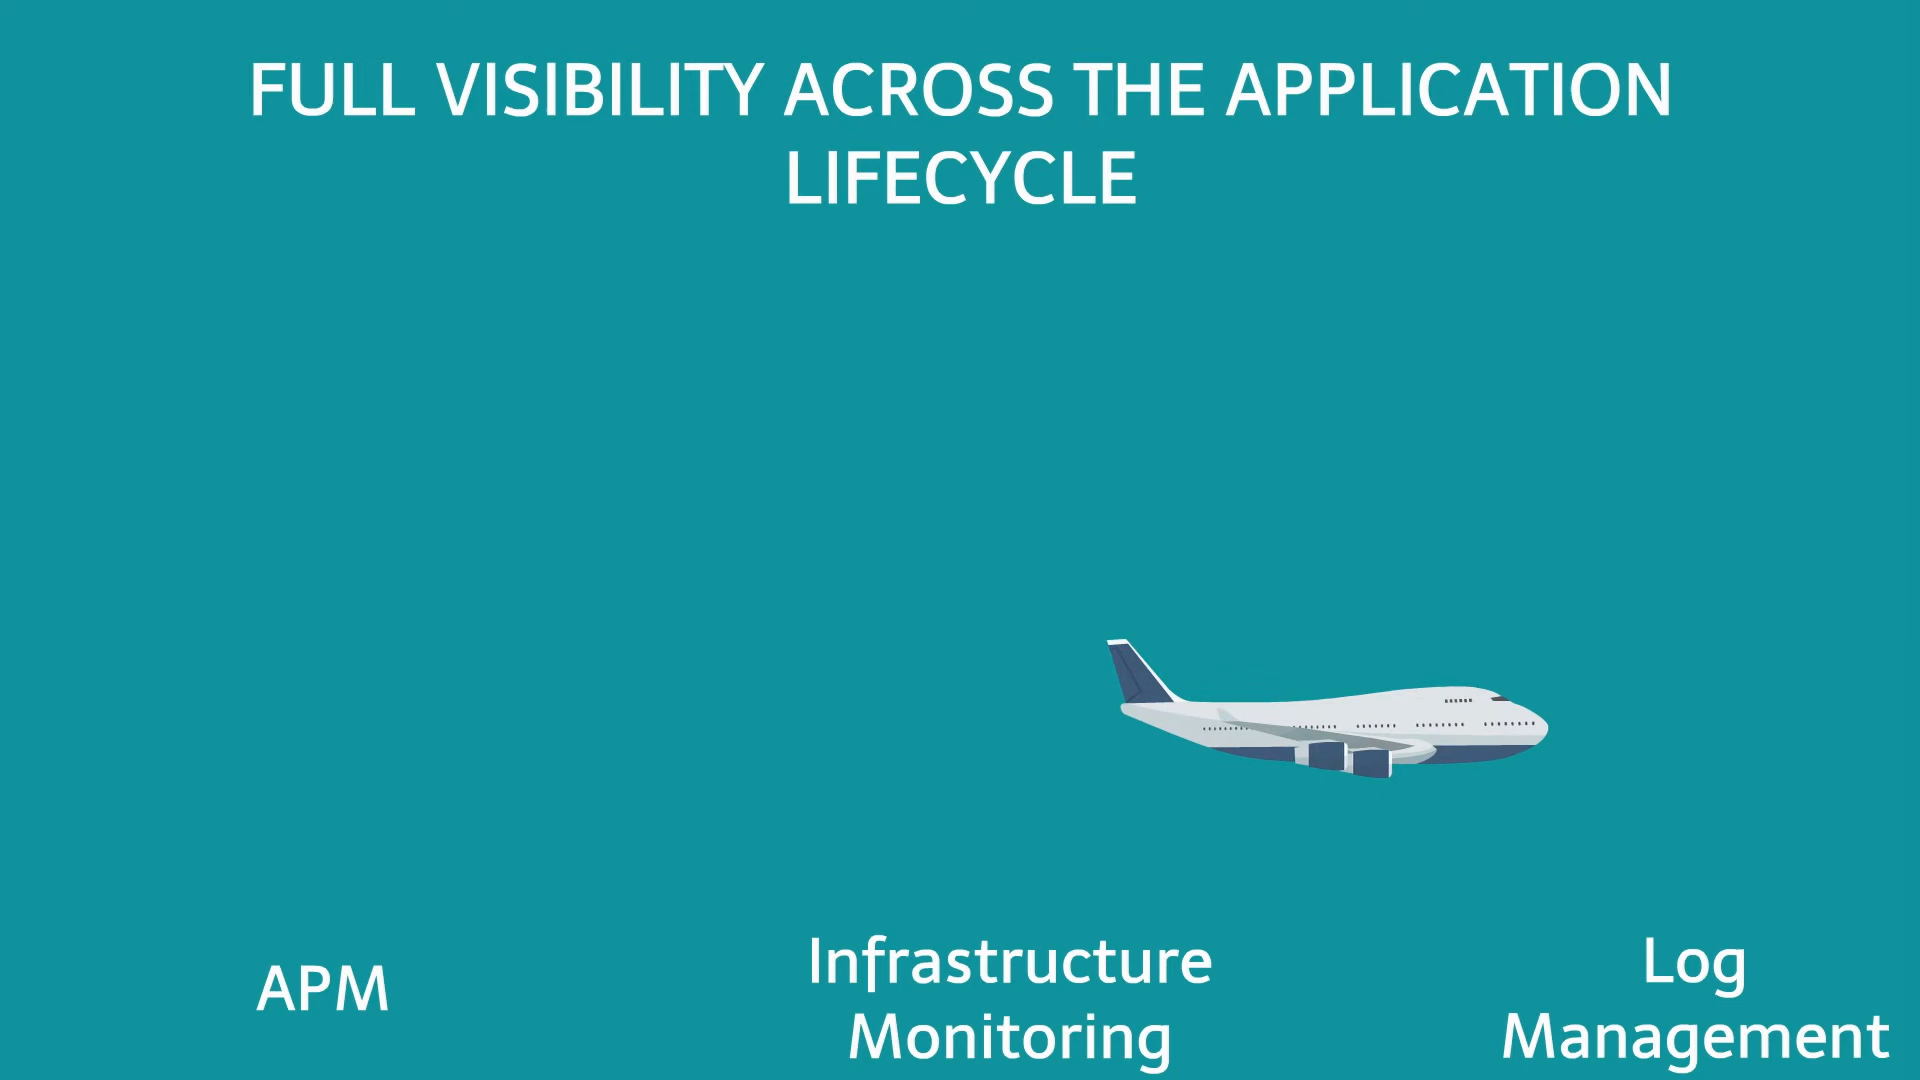 FULL VISIBILITY ACROSS THE APPLICATION
LIFECYCLE
APM
Infrastructure
Monitoring
Log
Management